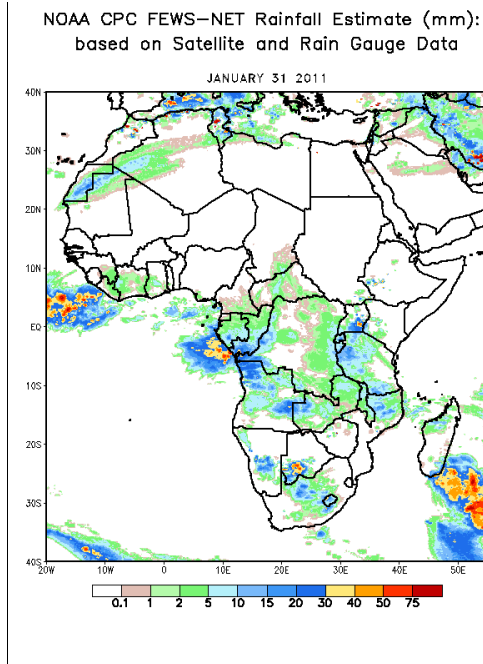 NOAA CPC FEWS-NET Rainfall Estimate (mm):
based on Satellite and Rain Gauge Data
JANUARY 31 2011
40N
30N
20N
10N
EQ
10S
20S
30S
40S
20W 10W 0 10E 20E 30E 40E 50E
0.1 1 2 5 10 15 20 30 40 50 75